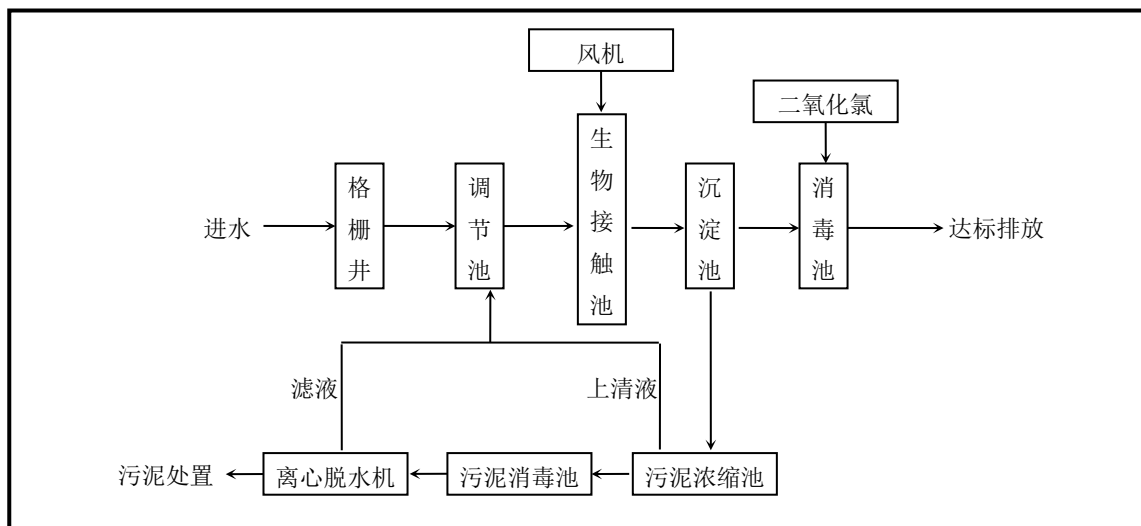 风机
二氧化氯
进水
格栅井
调节池
生物接触池
沉淀池
消毒池
达标排放
滤液
上清液
污泥处置
离心脱水机
污泥消毒池
污泥浓缩池